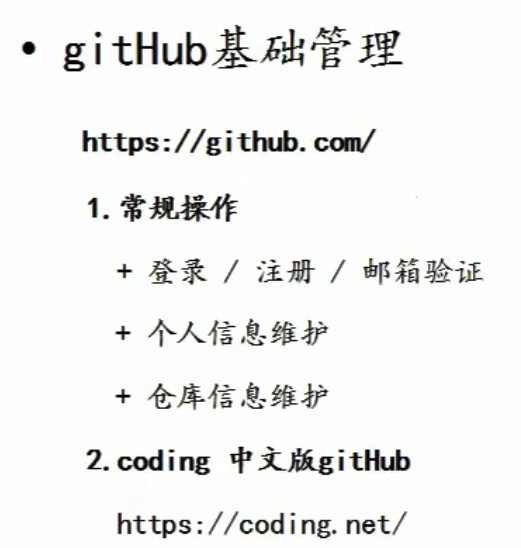 • gitHub基础管理
https://github.com/
1.常规操作
+ 登录 / 注册 / 邮箱验证
+ 个人信息维护
+ 仓库信息维护
2.coding 中文版gitHub
https://coding.net/